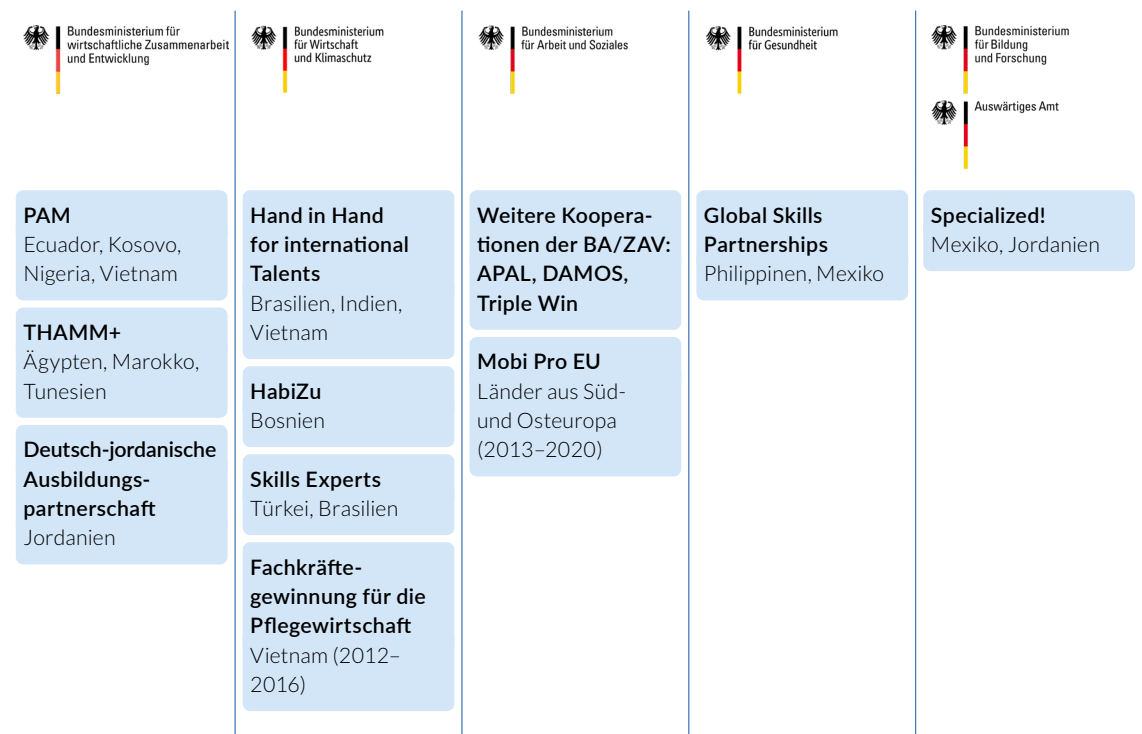 Bundesministerium für
wirtschaftliche Zusammenarbeit
und Entwicklung
PAM
Ecuador, Kosovo,
Nigeria, Vietnam
THAMM+
Ägypten, Marokko,
Tunesien
Deutsch-jordanische
Ausbildungs-
partnerschaft
Jordanien
Bundesministerium
für Wirtschaft
und Klimaschutz
Hand in Hand
for international
Talents
Brasilien, Indien,
Vietnam
HabiZu
Bosnien
Skills Experts
Türkei, Brasilien
Fachkräfte-
gewinnung für die
Pflegewirtschaft
Vietnam (2012–
2016)
Bundesministerium
für Arbeit und Soziales
Weitere Koopera-
tionen der BA/ZAV:
APAL, DAMOS,
Triple Win
Mobi Pro EU
Länder aus Süd-
und Osteuropa
(2013–2020)
Bundesministerium
für Gesundheit
Global Skills
Partnerships
Philippinen, Mexiko
Bundesministerium
für Bildung
und Forschung
Auswärtiges Amt
Specialized!
Mexiko, Jordanien